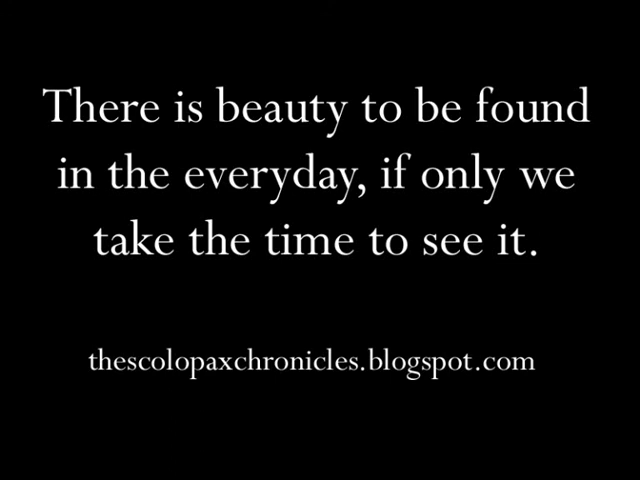 There is beauty to be found
in the everyday, if only we
take the time to see it.
thescolopaxchronicles.blogspot.com